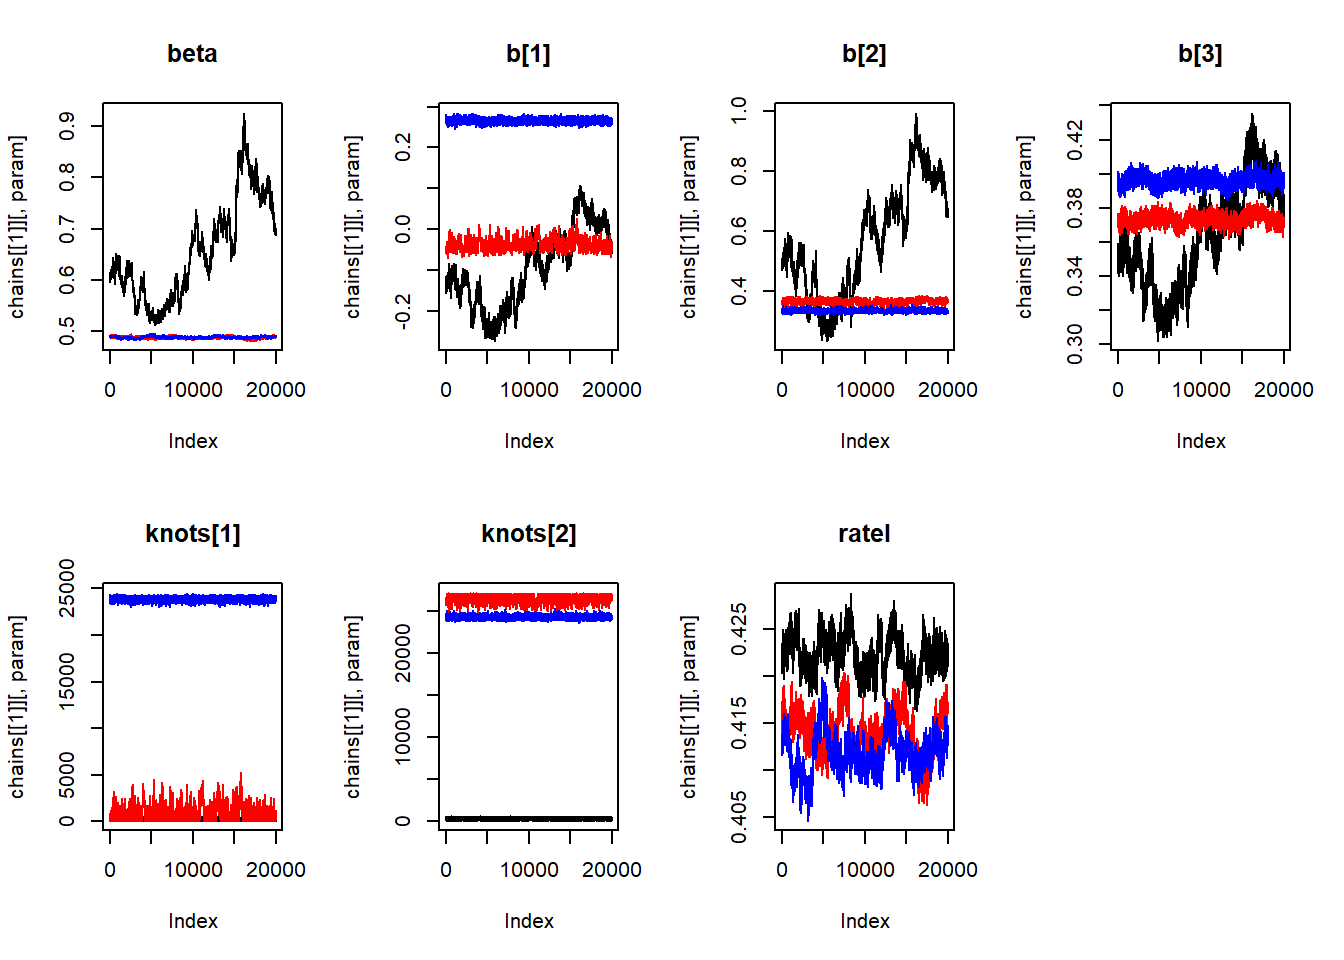 beta
b[1]
b[2]
b[3]
chains[[1]][, param]
0.5 0.6 0.7 0.8 0.9
0 10000 20000
Index
chains[[1]][, param]
-0.2 0.0 0.2
0 10000 20000
Index
chains[[1]][, param]
0.4 0.6 0.8 1.0
0 10000 20000
Index
chains[[1]][, param]
0.30 0.34 0.38 0.42
0 10000 20000
Index
knots[1]
knots[2]
ratel
chains[[1]][, param]
0 5000 15000 25000
0 10000 20000
Index
chains[[1]][, param]
0 10000 20000
0 10000 20000
Index
chains[[1]][, param]
0.405 0.415 0.425
0 10000 20000
Index